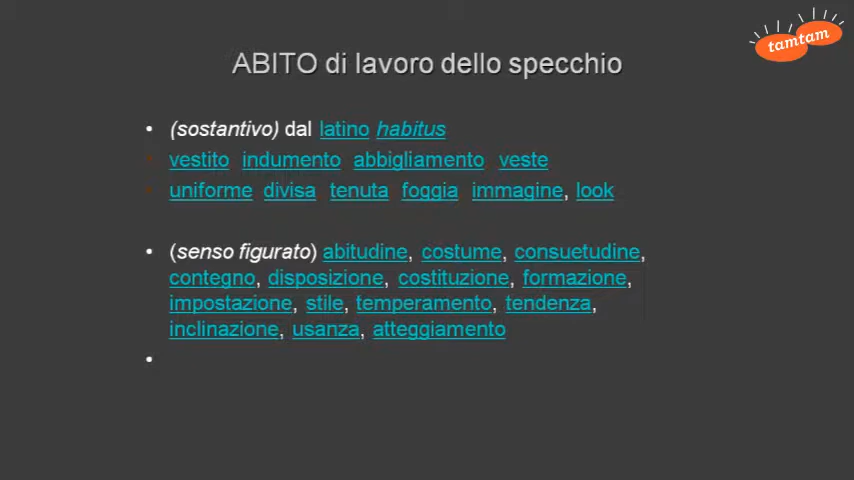 tamtam
ABITO di lavoro dello specchio
• (sostantivo) dal latino habitus
• vestito indumento abbigliamento veste
• uniforme divisa tenuta foggia immagine, look
• (senso figurato) abitudine, costume, consuetudine,
contegno, disposizione, costituzione, formazione,
impostazione, stile, temperamento, tendenza,
inclinazione, usanza, atteggiamento
•